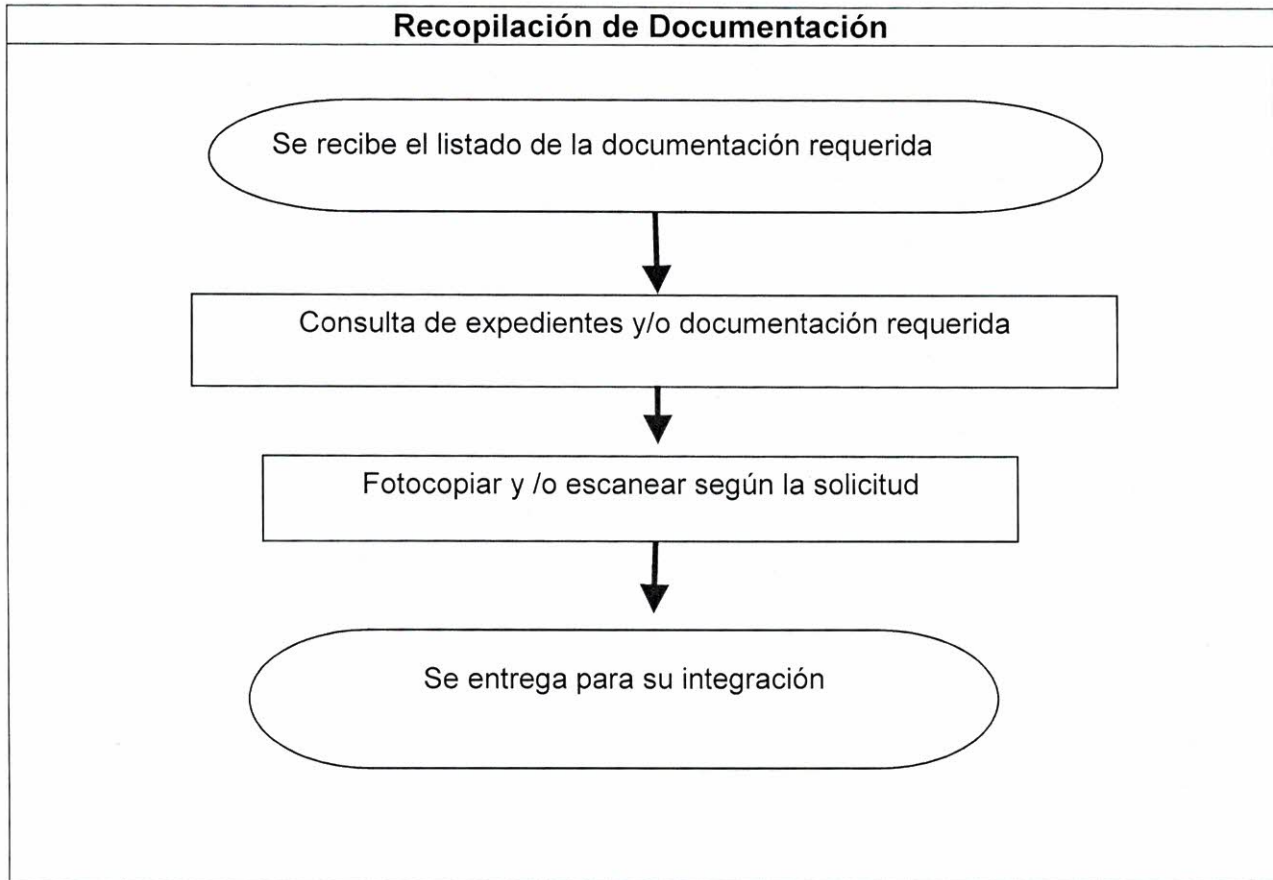 Recopilación de Documentación
Se recibe el listado de la documentación requerida
Consulta de expedientes y/o documentación requerida
Fotocopiar y /o escanear según la solicitud
Se entrega para su integración